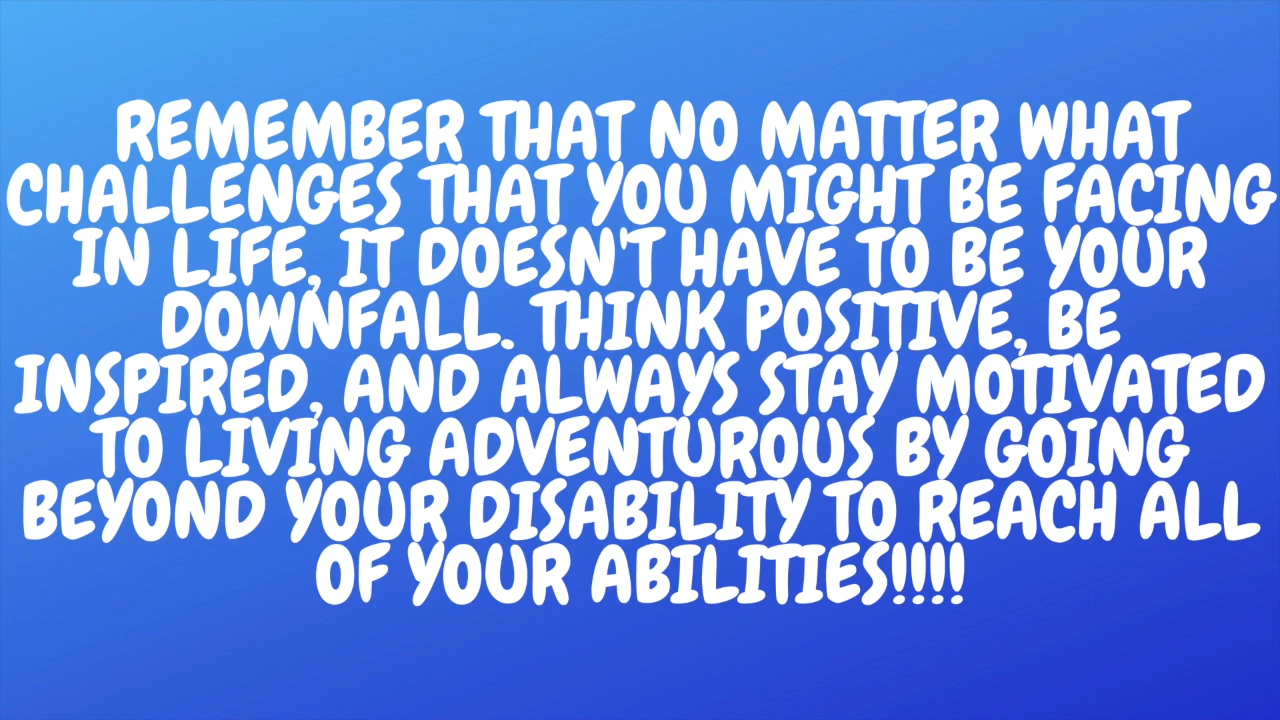 REMEMBER THAT NO MATTER WHAT
CHALLENGES THAT YOU MIGHT BE FACING
IN LIFE, IT DOESN'T HAVE TO BE YOUR
DOWNFALL. THINK POSITIVE, BE
INSPIRED, AND ALWAYS STAY MOTIVATED
TO LIVING ADVENTUROUS BY GOING
BEYOND YOUR DISABILITY TO REACH ALL
OF YOUR ABILITIES!!!!